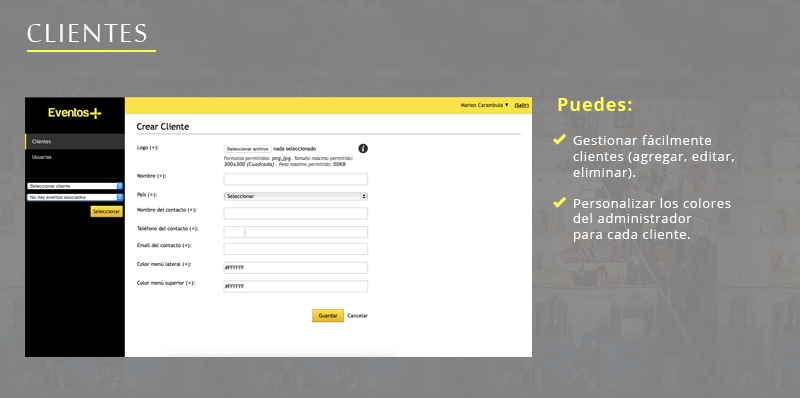 CLIENTES
Eventos+
Marion Carambula ▼ (Salir)
Clientes
Usuarios
Seleccionar cliente
No hay eventos asociados
Seleccionar
Crear Cliente
Logo (*): Seleccionar archivo nada seleccionado
Formatos permitidos: png,jpg. Tamaño máximo permitido:
300x300 (Cuadrada) . Peso máximo permitido: 50KB
Nombre (*):
País (*): Seleccionar
Nombre del contacto (*):
Teléfono del contacto (*):
Email del contacto (*):
Color menú lateral (*): #FFFFFF
Color menú superior (*): #FFFFFF
Guardar Cancelar
Puedes:
Gestionar fácilmente
clientes (agregar, editar,
eliminar).
Personalizar los colores
del administrador
para cada cliente.